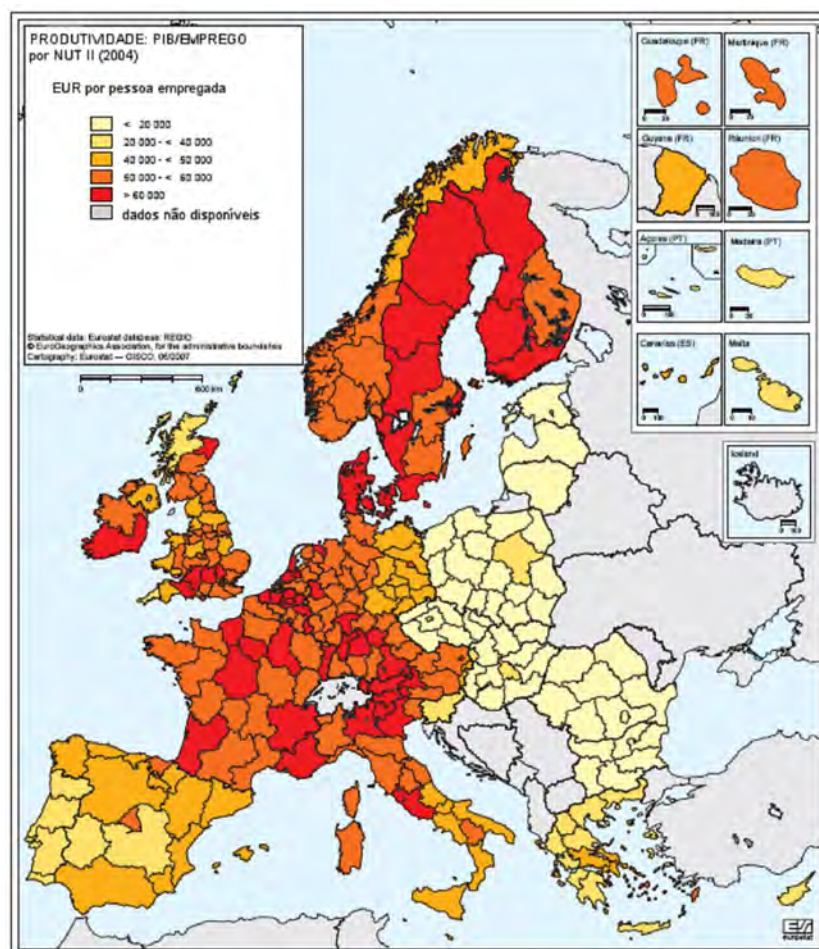 PRODUTIVIDADE: PIB/EMPREGO
por NUT II (2004)
EUR por pessoa empregada
< 20 000
20 000 - < 40 000
40 000 - < 50 000
50 000 - < 60 000
> 60 000
dados não disponíveis
Statistical data: Eurostat database: REGIO
© EuroGeographics Association, for the administrative boundaries
Cartography: Eurostat — GISCO, 06/2007
0 600 km
Guadeloupe (FR)
Martinique (FR)
Guyane (FR)
Réunion (FR)
Açores (PT)
Madeira (PT)
Canarias (ES)
Malta
Iceland
eurostat